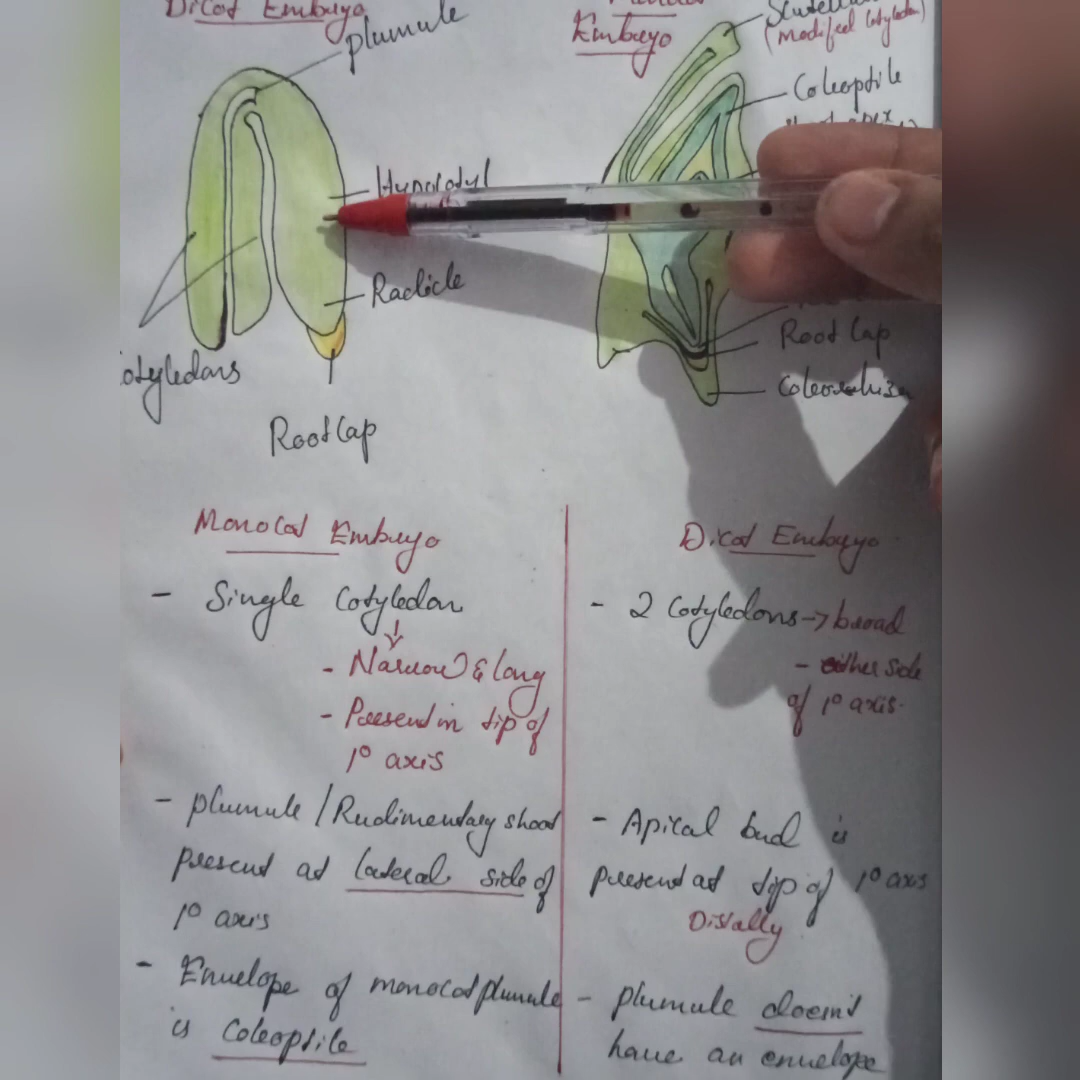 Dicot Embryo
plumule
Hypocotyl
Radicle
Cotyledons
Root Cap
Embryo
(modified Cotyledon)
Coleoptile
Root Cap
Monocot Embryo
- Single Cotyledon
- Narrow & long
- Present in tip of
1° axis
- plumule / Rudimentary shoot
present at lateral side of
1° axis
- Envelope of monocot plumule
is Coleoptile
Dicot Embryo
- 2 Cotyledons → broad
- either side
of 1° axis.
- Apical bud is
present at tip of 1° axis
Distally
- plumule doesn't
have an envelope